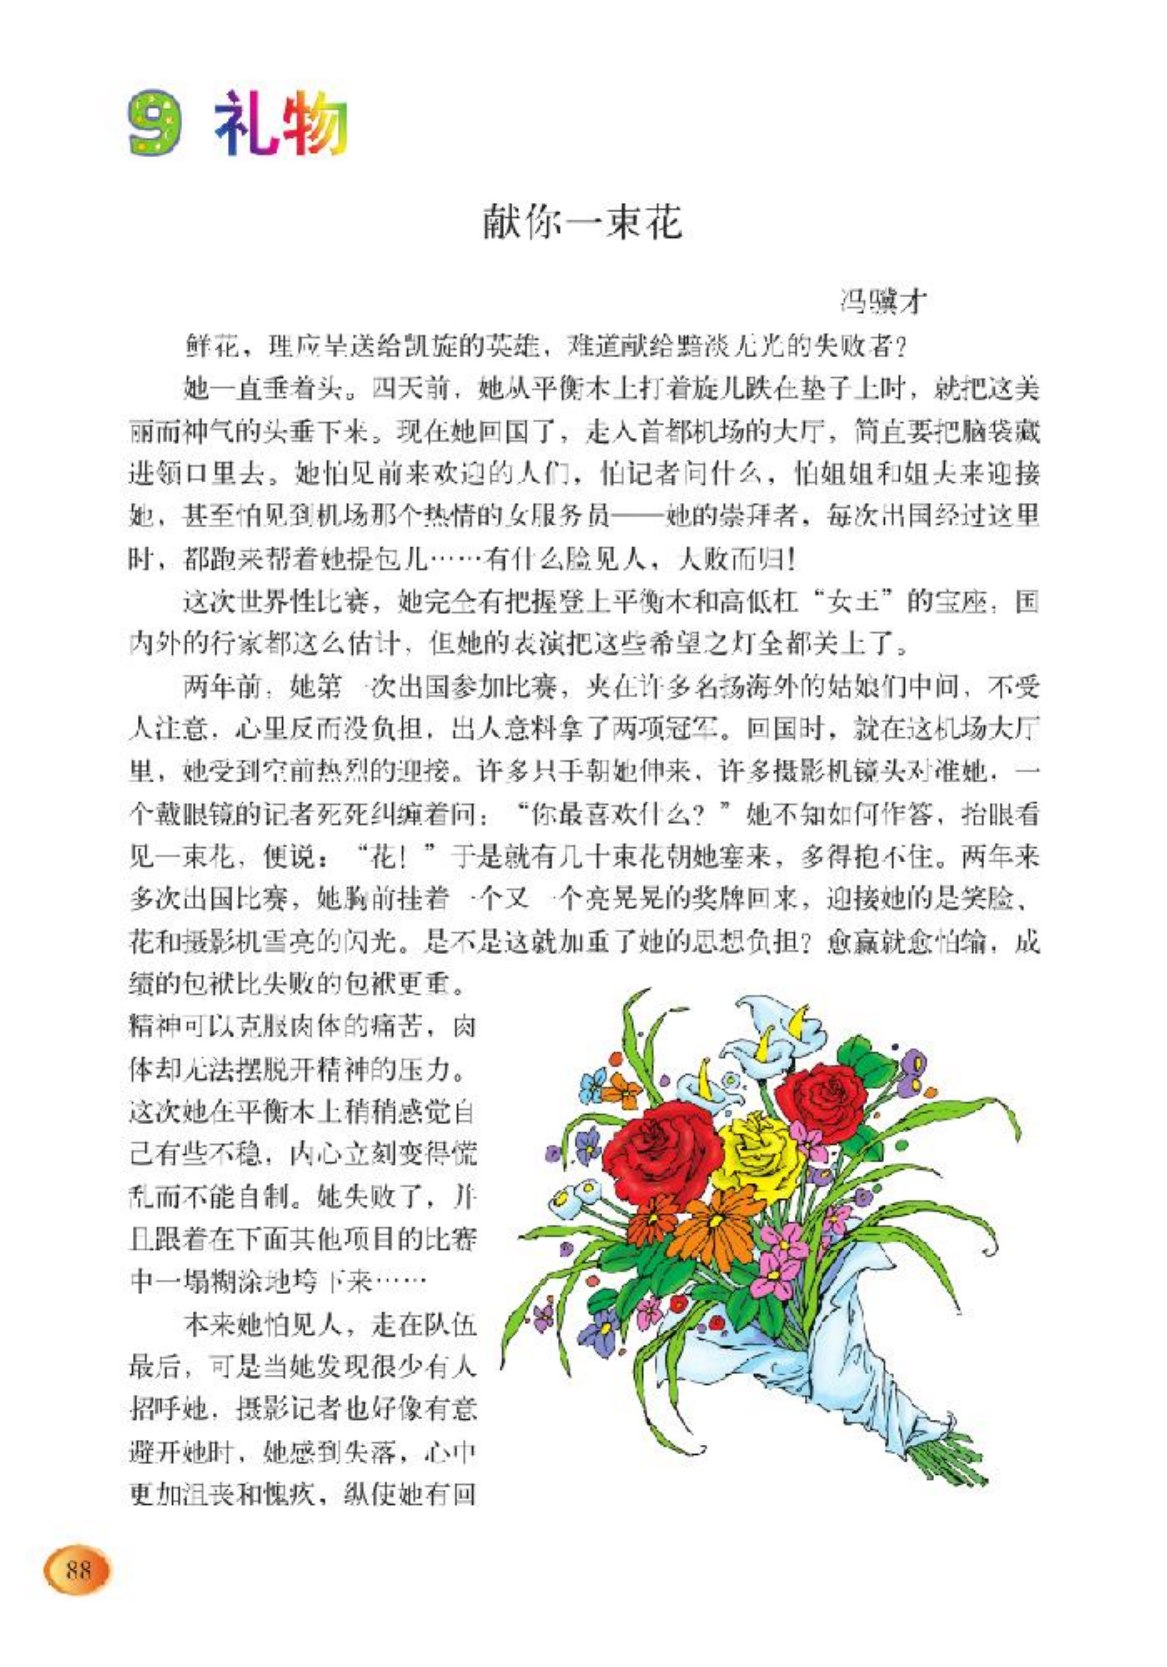 9 礼物
献你一束花
冯骥才
鲜花，理应呈送给凯旋的英雄，难道献给黯淡无光的失败者？
她一直垂着头。四天前，她从平衡木上打着旋儿跌在垫子上时，就把这美
丽而神气的头垂下来。现在她回国了，走入首都机场的大厅，简直要把脑袋藏
进领口里去。她怕见前来欢迎的人们，怕记者问什么，怕姐姐和姐夫来迎接
她，甚至怕见到机场那个热情的女服务员——她的崇拜者，每次出国经过这里
时，都跑来帮着她提包儿……有什么脸见人，大败而归！
这次世界性比赛，她完全有把握登上平衡木和高低杠“女王”的宝座，国
内外的行家都这么估计，但她的表演把这些希望之灯全都关上了。
两年前，她第一次出国参加比赛，夹在许多名扬海外的姑娘们中间，不受
人注意，心里反而没负担，出人意料拿了两项冠军。回国时，就在这机场大厅
里，她受到空前热烈的迎接。许多只手朝她伸来，许多摄影机镜头对准她，一
个戴眼镜的记者死死纠缠着问：“你最喜欢什么？”她不知如何作答，抬眼看
见一束花，便说：“花！”于是就有几十束花朝她塞来，多得抱不住。两年来
多次出国比赛，她胸前挂着一个又一个亮晃晃的奖牌回来，迎接她的是笑脸、
花和摄影机雪亮的闪光。是不是这就加重了她的思想负担？愈赢就愈怕输，成
绩的包袱比失败的包袱更重。
精神可以克服肉体的痛苦，肉
体却无法摆脱开精神的压力。
这次她在平衡木上稍稍感觉自
己有些不稳，内心立刻变得慌
乱而不能自制。她失败了，并
且跟着在下面其他项目的比赛
中一塌糊涂地垮下来……
本来她怕见人，走在队伍
最后，可是当她发现很少有人
招呼她，摄影记者也好像有意
避开她时，她感到失落，心中
更加沮丧和愧疚，纵使她有回
88